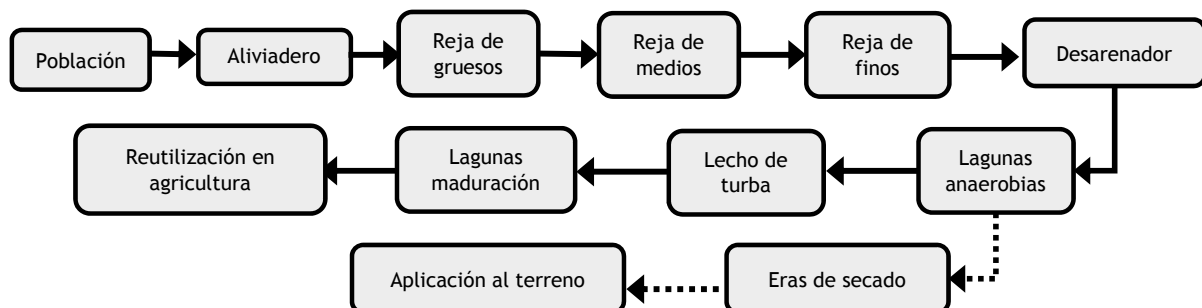 Población
Aliviadero
Reja de
gruesos
Reja de
medios
Reja de
finos
Desarenador
Reutilización en
agricultura
Lagunas
maduración
Lecho de
turba
Lagunas
anaerobias
Aplicación al terreno
Eras de secado